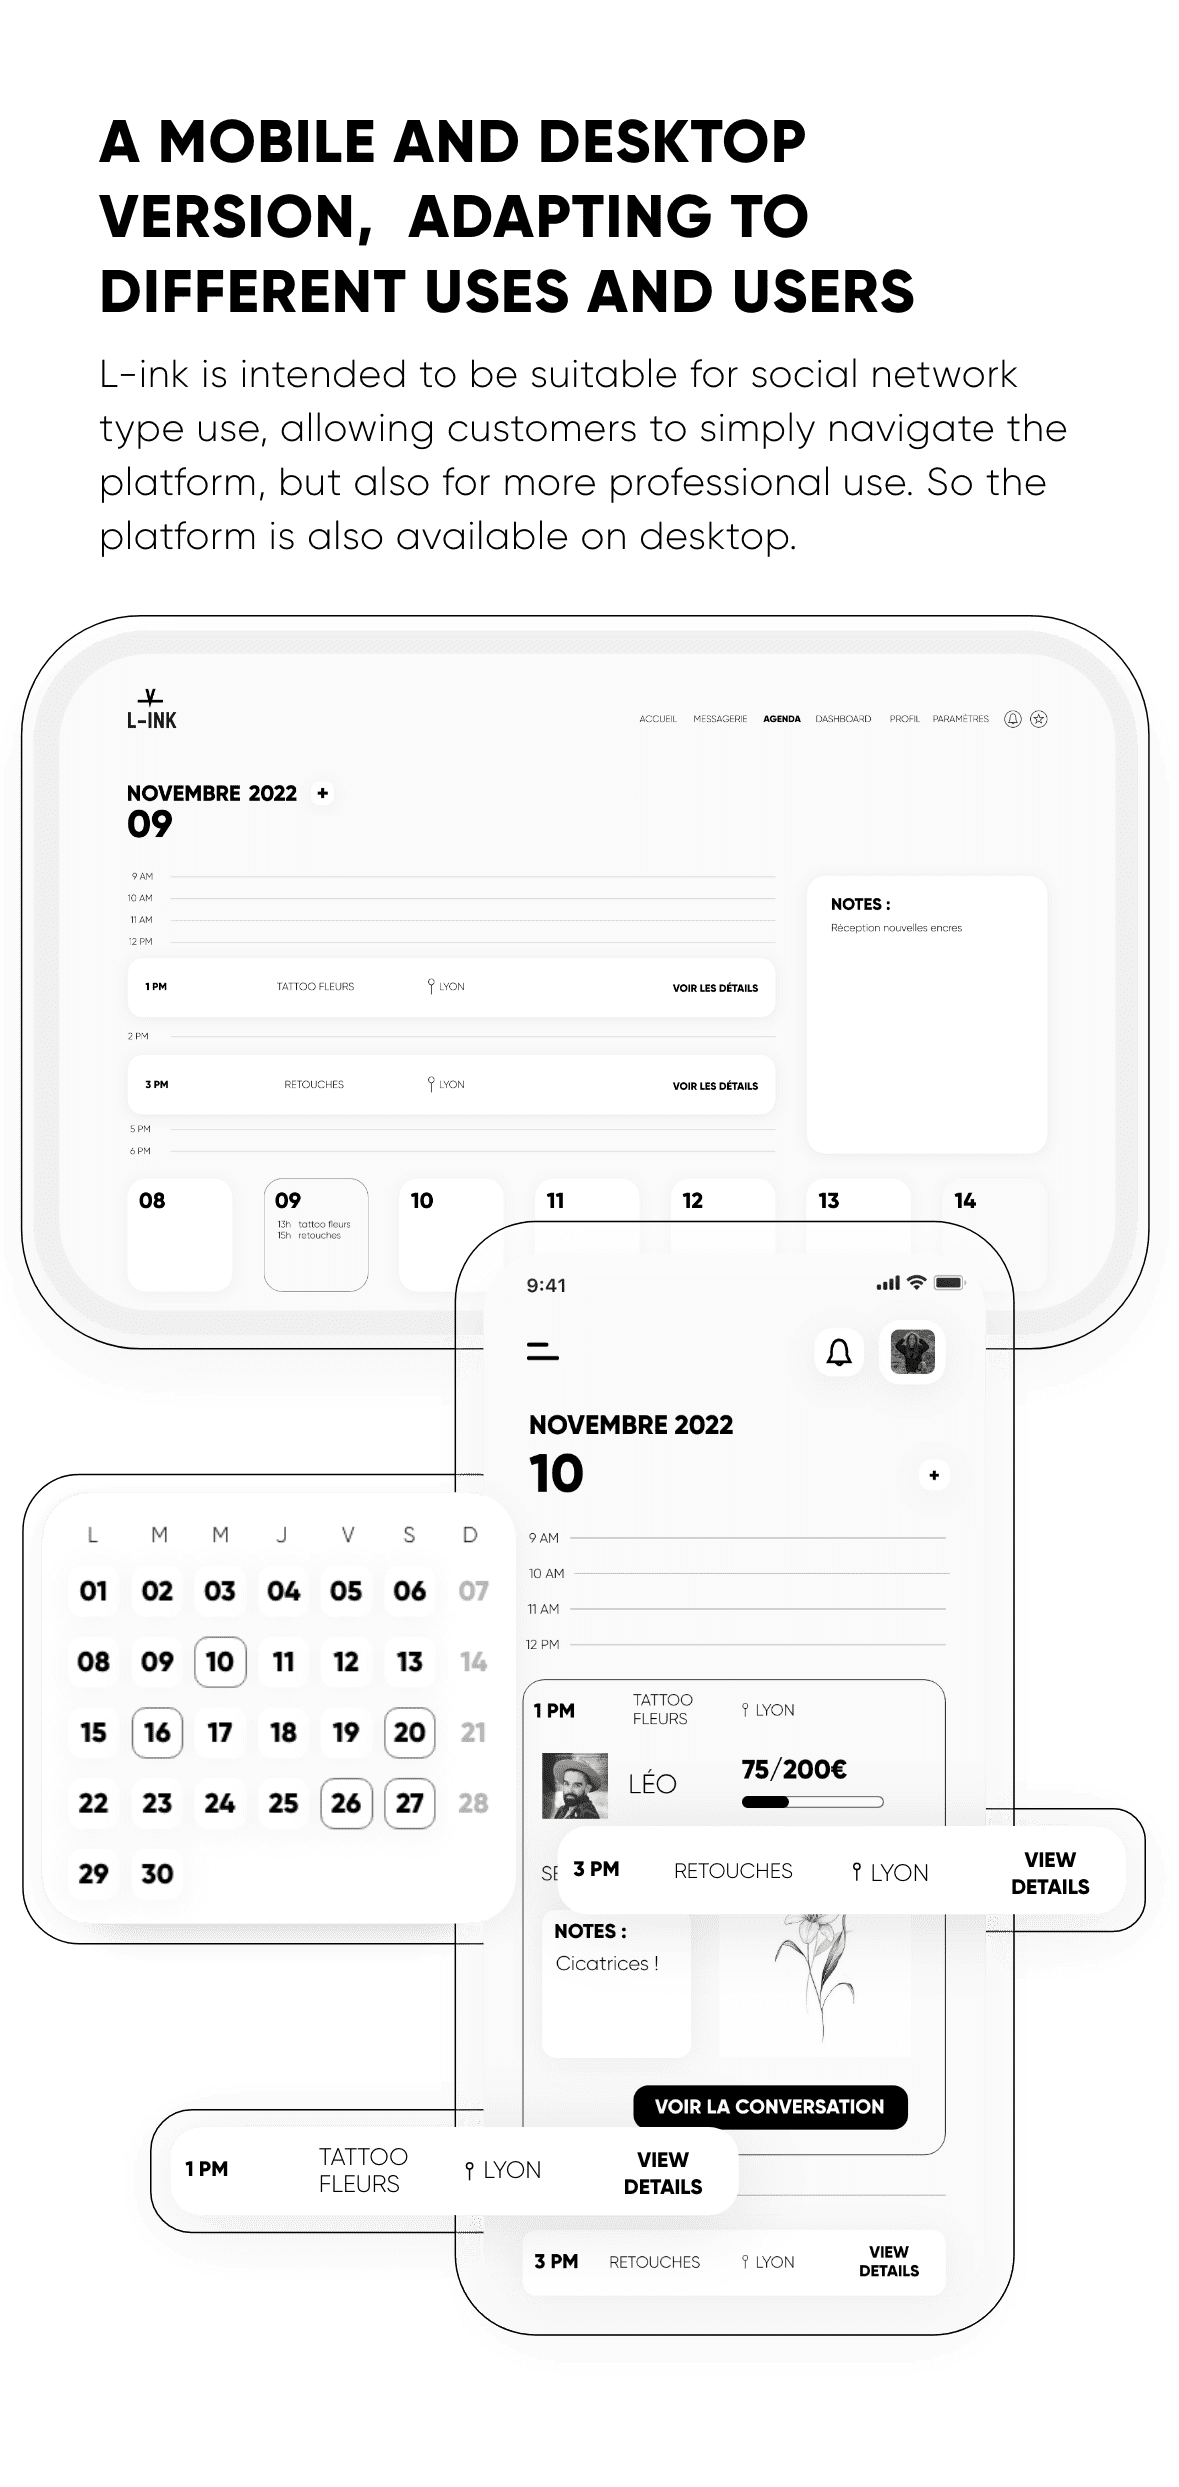 A MOBILE AND DESKTOP
VERSION, ADAPTING TO
DIFFERENT USES AND USERS
L-ink is intended to be suitable for social network
type use, allowing customers to simply navigate the
platform, but also for more professional use. So the
platform is also available on desktop.
L-INK
ACCUEIL MESSAGERIE AGENDA DASHBOARD PROFIL PARAMÈTRES
NOVEMBRE 2022 +
09
9 AM
10 AM
11 AM
12 PM
1 PM TATTOO FLEURS LYON VOIR LES DÉTAILS
2 PM
3 PM RETOUCHES LYON VOIR LES DÉTAILS
5 PM
6 PM
NOTES :
Réception nouvelles encres
08 09 10 11 12 13 14
13h tattoo fleurs
15h retouches
9:41
NOVEMBRE 2022
10 +
9 AM
10 AM
11 AM
12 PM
1 PM TATTOO FLEURS LYON
LÉO 75/200€
L M M J V S D
01 02 03 04 05 06 07
08 09 10 11 12 13 14
15 16 17 18 19 20 21
22 23 24 25 26 27 28
29 30
3 PM RETOUCHES LYON VIEW DETAILS
NOTES :
Cicatrices !
VOIR LA CONVERSATION
1 PM TATTOO FLEURS LYON VIEW DETAILS
3 PM RETOUCHES LYON VIEW DETAILS